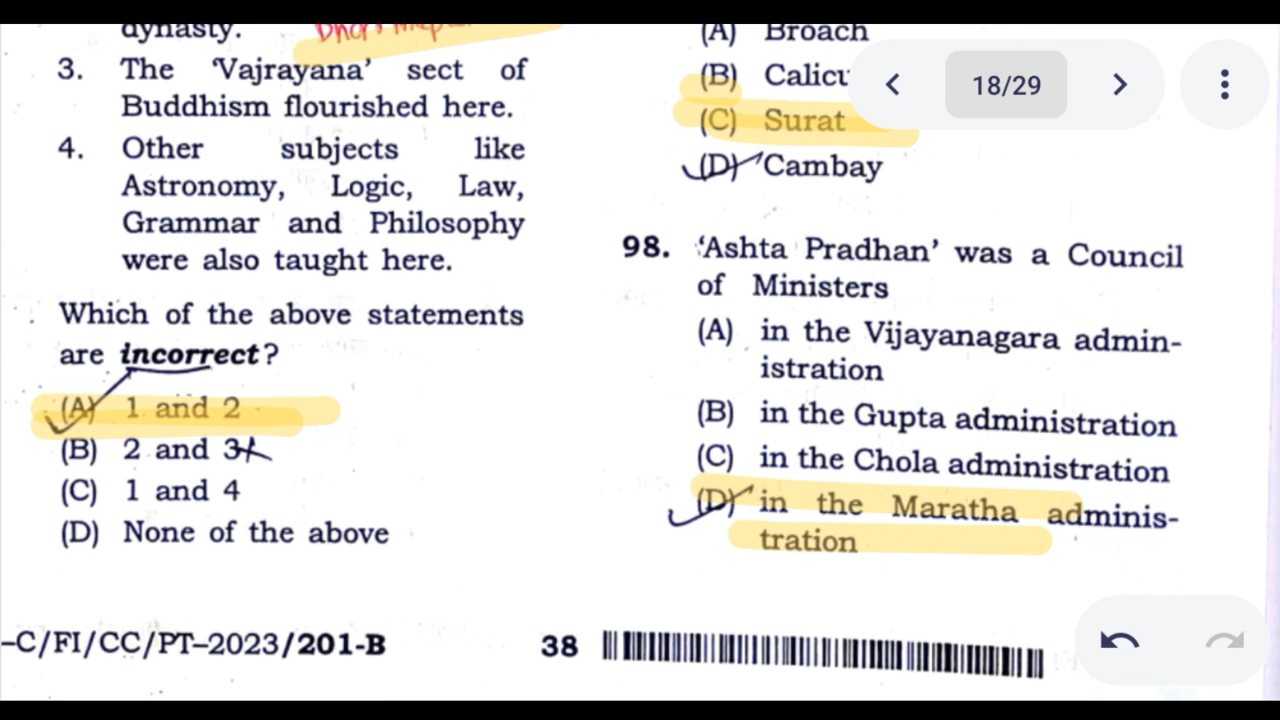 dynasty.
3. The 'Vajrayana' sect of
Buddhism flourished here.
4. Other subjects like
Astronomy, Logic, Law,
Grammar and Philosophy
were also taught here.
Which of the above statements
are incorrect?
(A) 1 and 2
(B) 2 and 3
(C) 1 and 4
(D) None of the above
–C/FI/CC/PT–2023/201-B
(A) Broach
(B) Calicu
(C) Surat
(D) Cambay
98. 'Ashta Pradhan' was a Council
of Ministers
(A) in the Vijayanagara admin-
istration
(B) in the Gupta administration
(C) in the Chola administration
(D) in the Maratha adminis-
tration
38
18/29